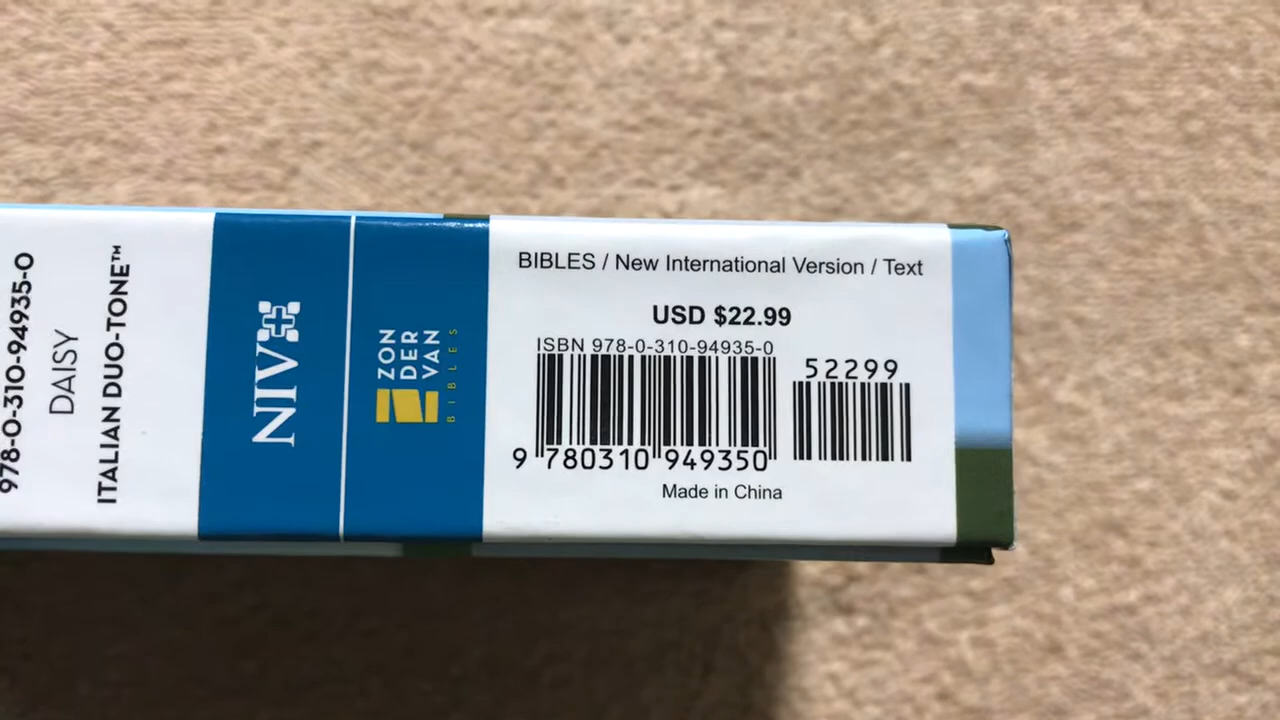 978-0-310-94935-0
DAISY
ITALIAN DUO-TONE™
NIV
ZON
DER
VAN
BIBLES
BIBLES / New International Version / Text
USD $22.99
ISBN 978-0-310-94935-0
52299
9 780310 949350
Made in China